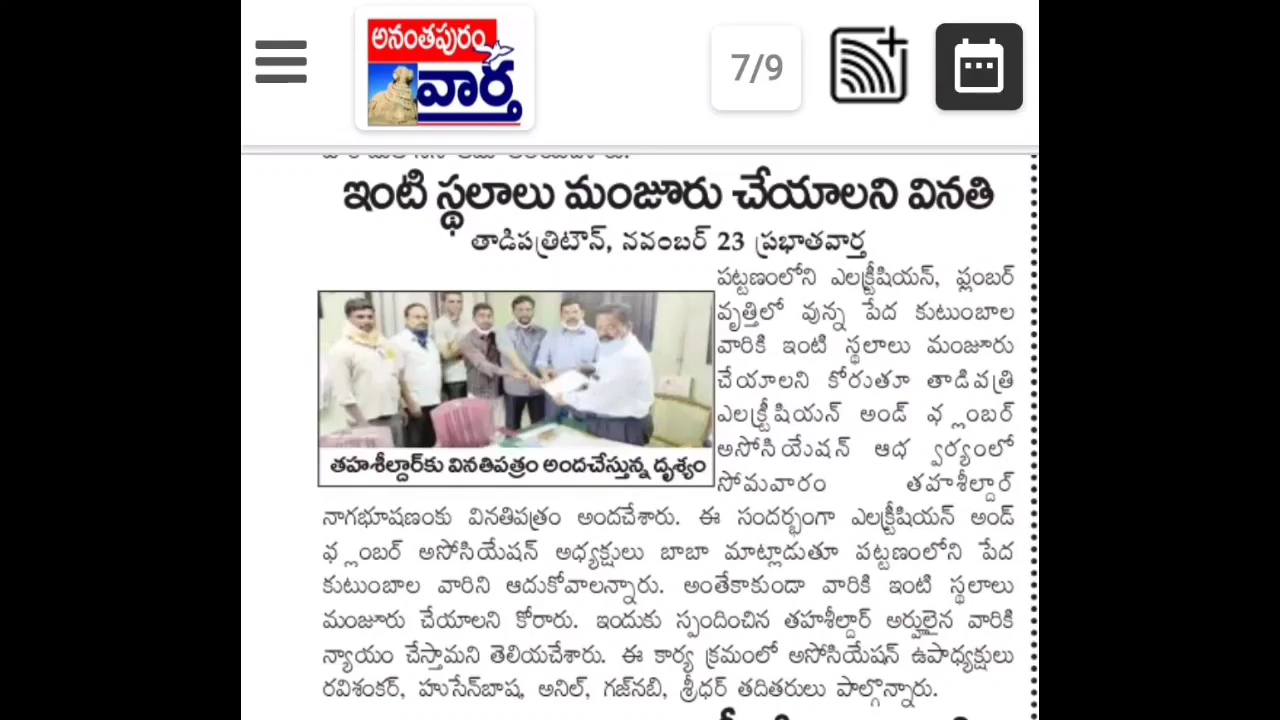 అనంతపురం
వార్త
7/9
ఇంటి స్థలాలు మంజూరు చేయాలని వినతి
తాడిపత్రిటౌన్, నవంబర్ 23 ప్రభాతవార్త
పట్టణంలోని ఎలక్ట్రీషియన్, ప్లంబర్
వృత్తిలో వున్న పేద కుటుంబాల
వారికి ఇంటి స్థలాలు మంజూరు
చేయాలని కోరుతూ తాడివత్రి
ఎలక్ట్రీషియన్ అండ్ ఫ్లంబర్
అసోసియేషన్ ఆధ్వర్యంలో
సోమవారం తహశీల్దార్
తహశీల్దార్‌కు వినతిపత్రం అందచేస్తున్న దృశ్యం
నాగభూషణంకు వినతిపత్రం అందచేశారు. ఈ సందర్భంగా ఎలక్ట్రీషియన్ అండ్
ఫ్లంబర్ అసోసియేషన్ అధ్యక్షులు బాబా మాట్లాడుతూ పట్టణంలోని పేద
కుటుంబాల వారిని ఆదుకోవాలన్నారు. అంతేకాకుండా వారికి ఇంటి స్థలాలు
మంజూరు చేయాలని కోరారు. ఇందుకు స్పందించిన తహశీల్దార్ అర్హులైన వారికి
న్యాయం చేస్తామని తెలియచేశారు. ఈ కార్య క్రమంలో అసోసియేషన్ ఉపాధ్యక్షులు
రవిశంకర్, హుసేన్‌బాష, అనిల్, గజ్‌నబి, శ్రీధర్ తదితరులు పాల్గొన్నారు.